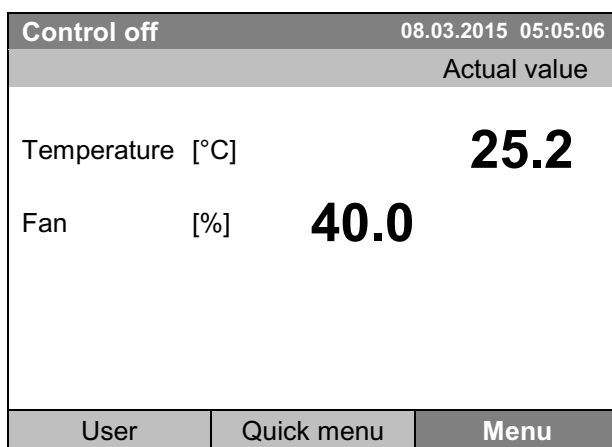 Control off 08.03.2015 05:05:06
Actual value
Temperature [°C] 25.2
Fan [%] 40.0
User Quick menu Menu